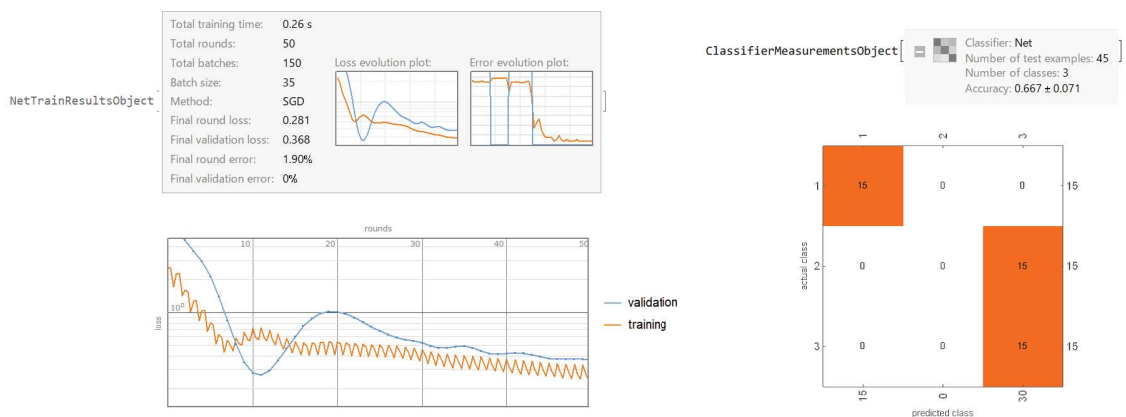 NetTrainResultsObject[
Total training time: 0.26 s
Total rounds: 50
Total batches: 150
Batch size: 35
Method: SGD
Final round loss: 0.281
Final validation loss: 0.368
Final round error: 1.90%
Final validation error: 0%
Loss evolution plot:
Error evolution plot:
]
rounds
10 20 30 40 50
10⁰
loss
validation
training
ClassifierMeasurementsObject[
Classifier: Net
Number of test examples: 45
Number of classes: 3
Accuracy: 0.667 ± 0.071
]
1 2 3
1 15 0 0 15
2 0 0 15 15
3 0 0 15 15
actual class
15 0 30
predicted class